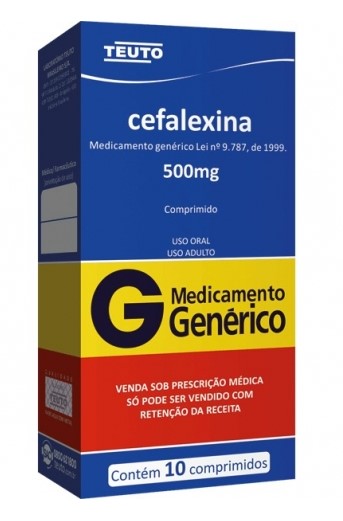 TEUTO
cefalexina
Medicamento genérico Lei nº 9.787, de 1999.
500mg
Comprimido
USO ORAL
USO ADULTO
G Medicamento
Genérico
VENDA SOB PRESCRIÇÃO MÉDICA
SÓ PODE SER VENDIDO COM
RETENÇÃO DA RECEITA
Contém 10 comprimidos